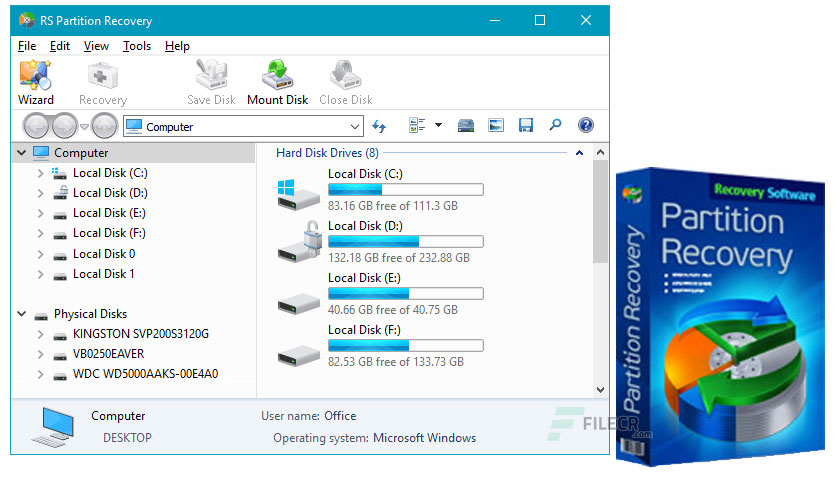 RS Partition Recovery
File Edit View Tools Help
Wizard Recovery Save Disk Mount Disk Close Disk
Computer
Computer
Local Disk (C:)
Local Disk (D:)
Local Disk (E:)
Local Disk (F:)
Local Disk 0
Local Disk 1
Physical Disks
KINGSTON SVP200S3120G
VB0250EAVER
WDC WD5000AAKS-00E4A0
Hard Disk Drives (8)
Local Disk (C:)
83.16 GB free of 111.3 GB
Local Disk (D:)
132.18 GB free of 232.88 GB
Local Disk (E:)
40.66 GB free of 40.75 GB
Local Disk (F:)
82.53 GB free of 133.73 GB
Computer
DESKTOP
User name: Office
Operating system: Microsoft Windows
FILECR
.com
Recovery Software
Partition
Recovery
Partition Recovery